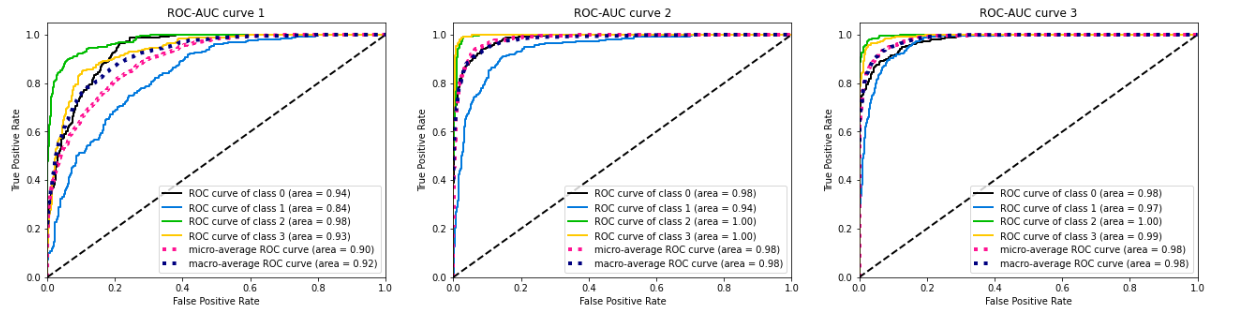 ROC-AUC curve 1
1.0
0.8
0.6
0.4
0.2
0.0
True Positive Rate
ROC curve of class 0 (area = 0.94)
ROC curve of class 1 (area = 0.84)
ROC curve of class 2 (area = 0.98)
ROC curve of class 3 (area = 0.93)
micro-average ROC curve (area = 0.90)
macro-average ROC curve (area = 0.92)
0.0 0.2 0.4 0.6 0.8 1.0
False Positive Rate
ROC-AUC curve 2
1.0
0.8
0.6
0.4
0.2
0.0
True Positive Rate
ROC curve of class 0 (area = 0.98)
ROC curve of class 1 (area = 0.94)
ROC curve of class 2 (area = 1.00)
ROC curve of class 3 (area = 1.00)
micro-average ROC curve (area = 0.98)
macro-average ROC curve (area = 0.98)
0.0 0.2 0.4 0.6 0.8 1.0
False Positive Rate
ROC-AUC curve 3
1.0
0.8
0.6
0.4
0.2
0.0
True Positive Rate
ROC curve of class 0 (area = 0.98)
ROC curve of class 1 (area = 0.97)
ROC curve of class 2 (area = 1.00)
ROC curve of class 3 (area = 0.99)
micro-average ROC curve (area = 0.98)
macro-average ROC curve (area = 0.98)
0.0 0.2 0.4 0.6 0.8 1.0
False Positive Rate